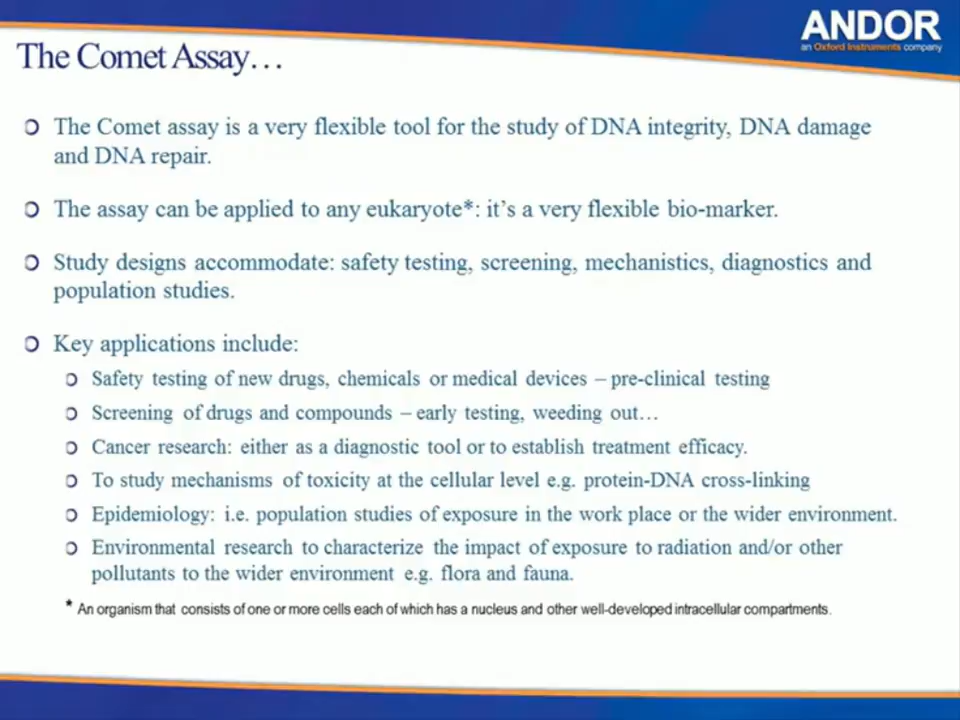 ANDOR
an Oxford Instruments company
The Comet Assay…
The Comet assay is a very flexible tool for the study of DNA integrity, DNA damage
and DNA repair.
The assay can be applied to any eukaryote*: it's a very flexible bio-marker.
Study designs accommodate: safety testing, screening, mechanistics, diagnostics and
population studies.
Key applications include:
Safety testing of new drugs, chemicals or medical devices – pre-clinical testing
Screening of drugs and compounds – early testing, weeding out…
Cancer research: either as a diagnostic tool or to establish treatment efficacy.
To study mechanisms of toxicity at the cellular level e.g. protein-DNA cross-linking
Epidemiology: i.e. population studies of exposure in the work place or the wider environment.
Environmental research to characterize the impact of exposure to radiation and/or other
pollutants to the wider environment e.g. flora and fauna.
* An organism that consists of one or more cells each of which has a nucleus and other well-developed intracellular compartments.